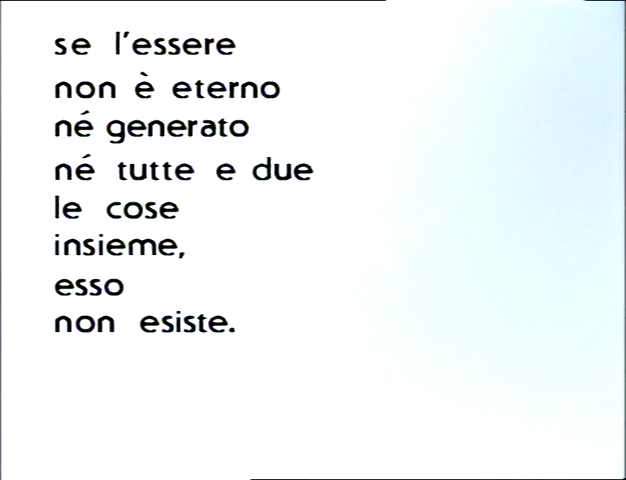 se l'essere
non è eterno
né generato
né tutte e due
le cose
insieme,
esso
non esiste.